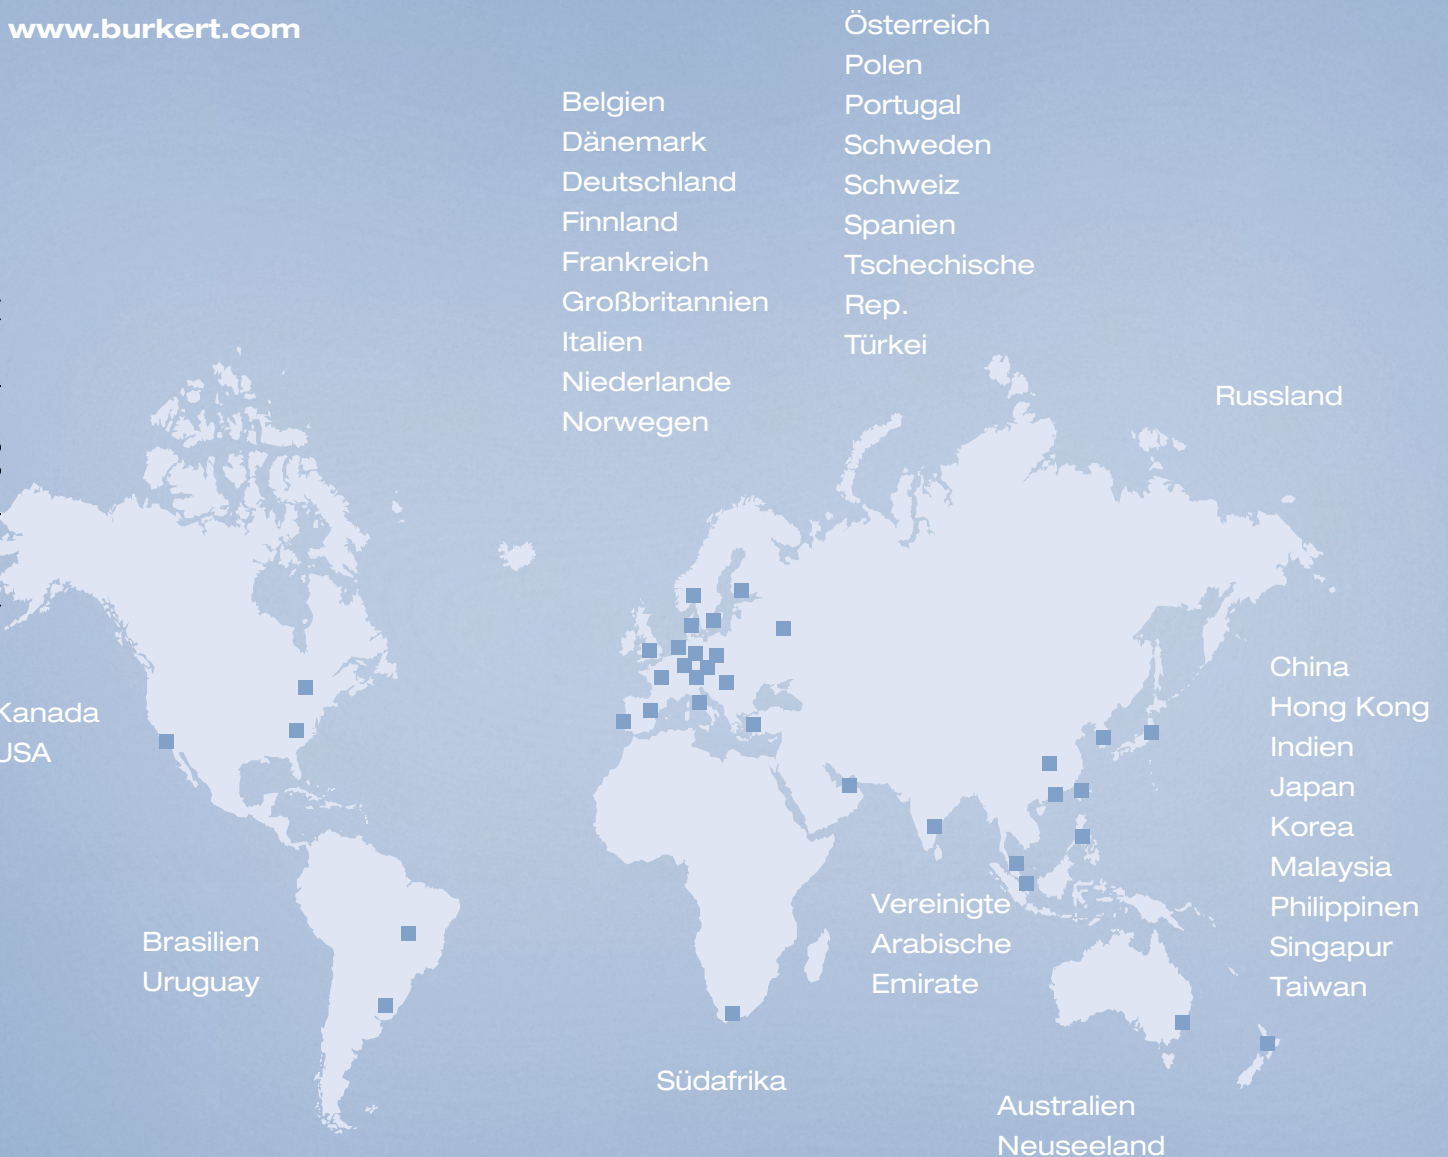 www.burkert.com
Belgien
Dänemark
Deutschland
Finnland
Frankreich
Großbritannien
Italien
Niederlande
Norwegen
Österreich
Polen
Portugal
Schweden
Schweiz
Spanien
Tschechische
Rep.
Türkei
Russland
Kanada
USA
China
Hong Kong
Indien
Japan
Korea
Malaysia
Philippinen
Singapur
Taiwan
Brasilien
Uruguay
Vereinigte
Arabische
Emirate
Südafrika
Australien
Neuseeland